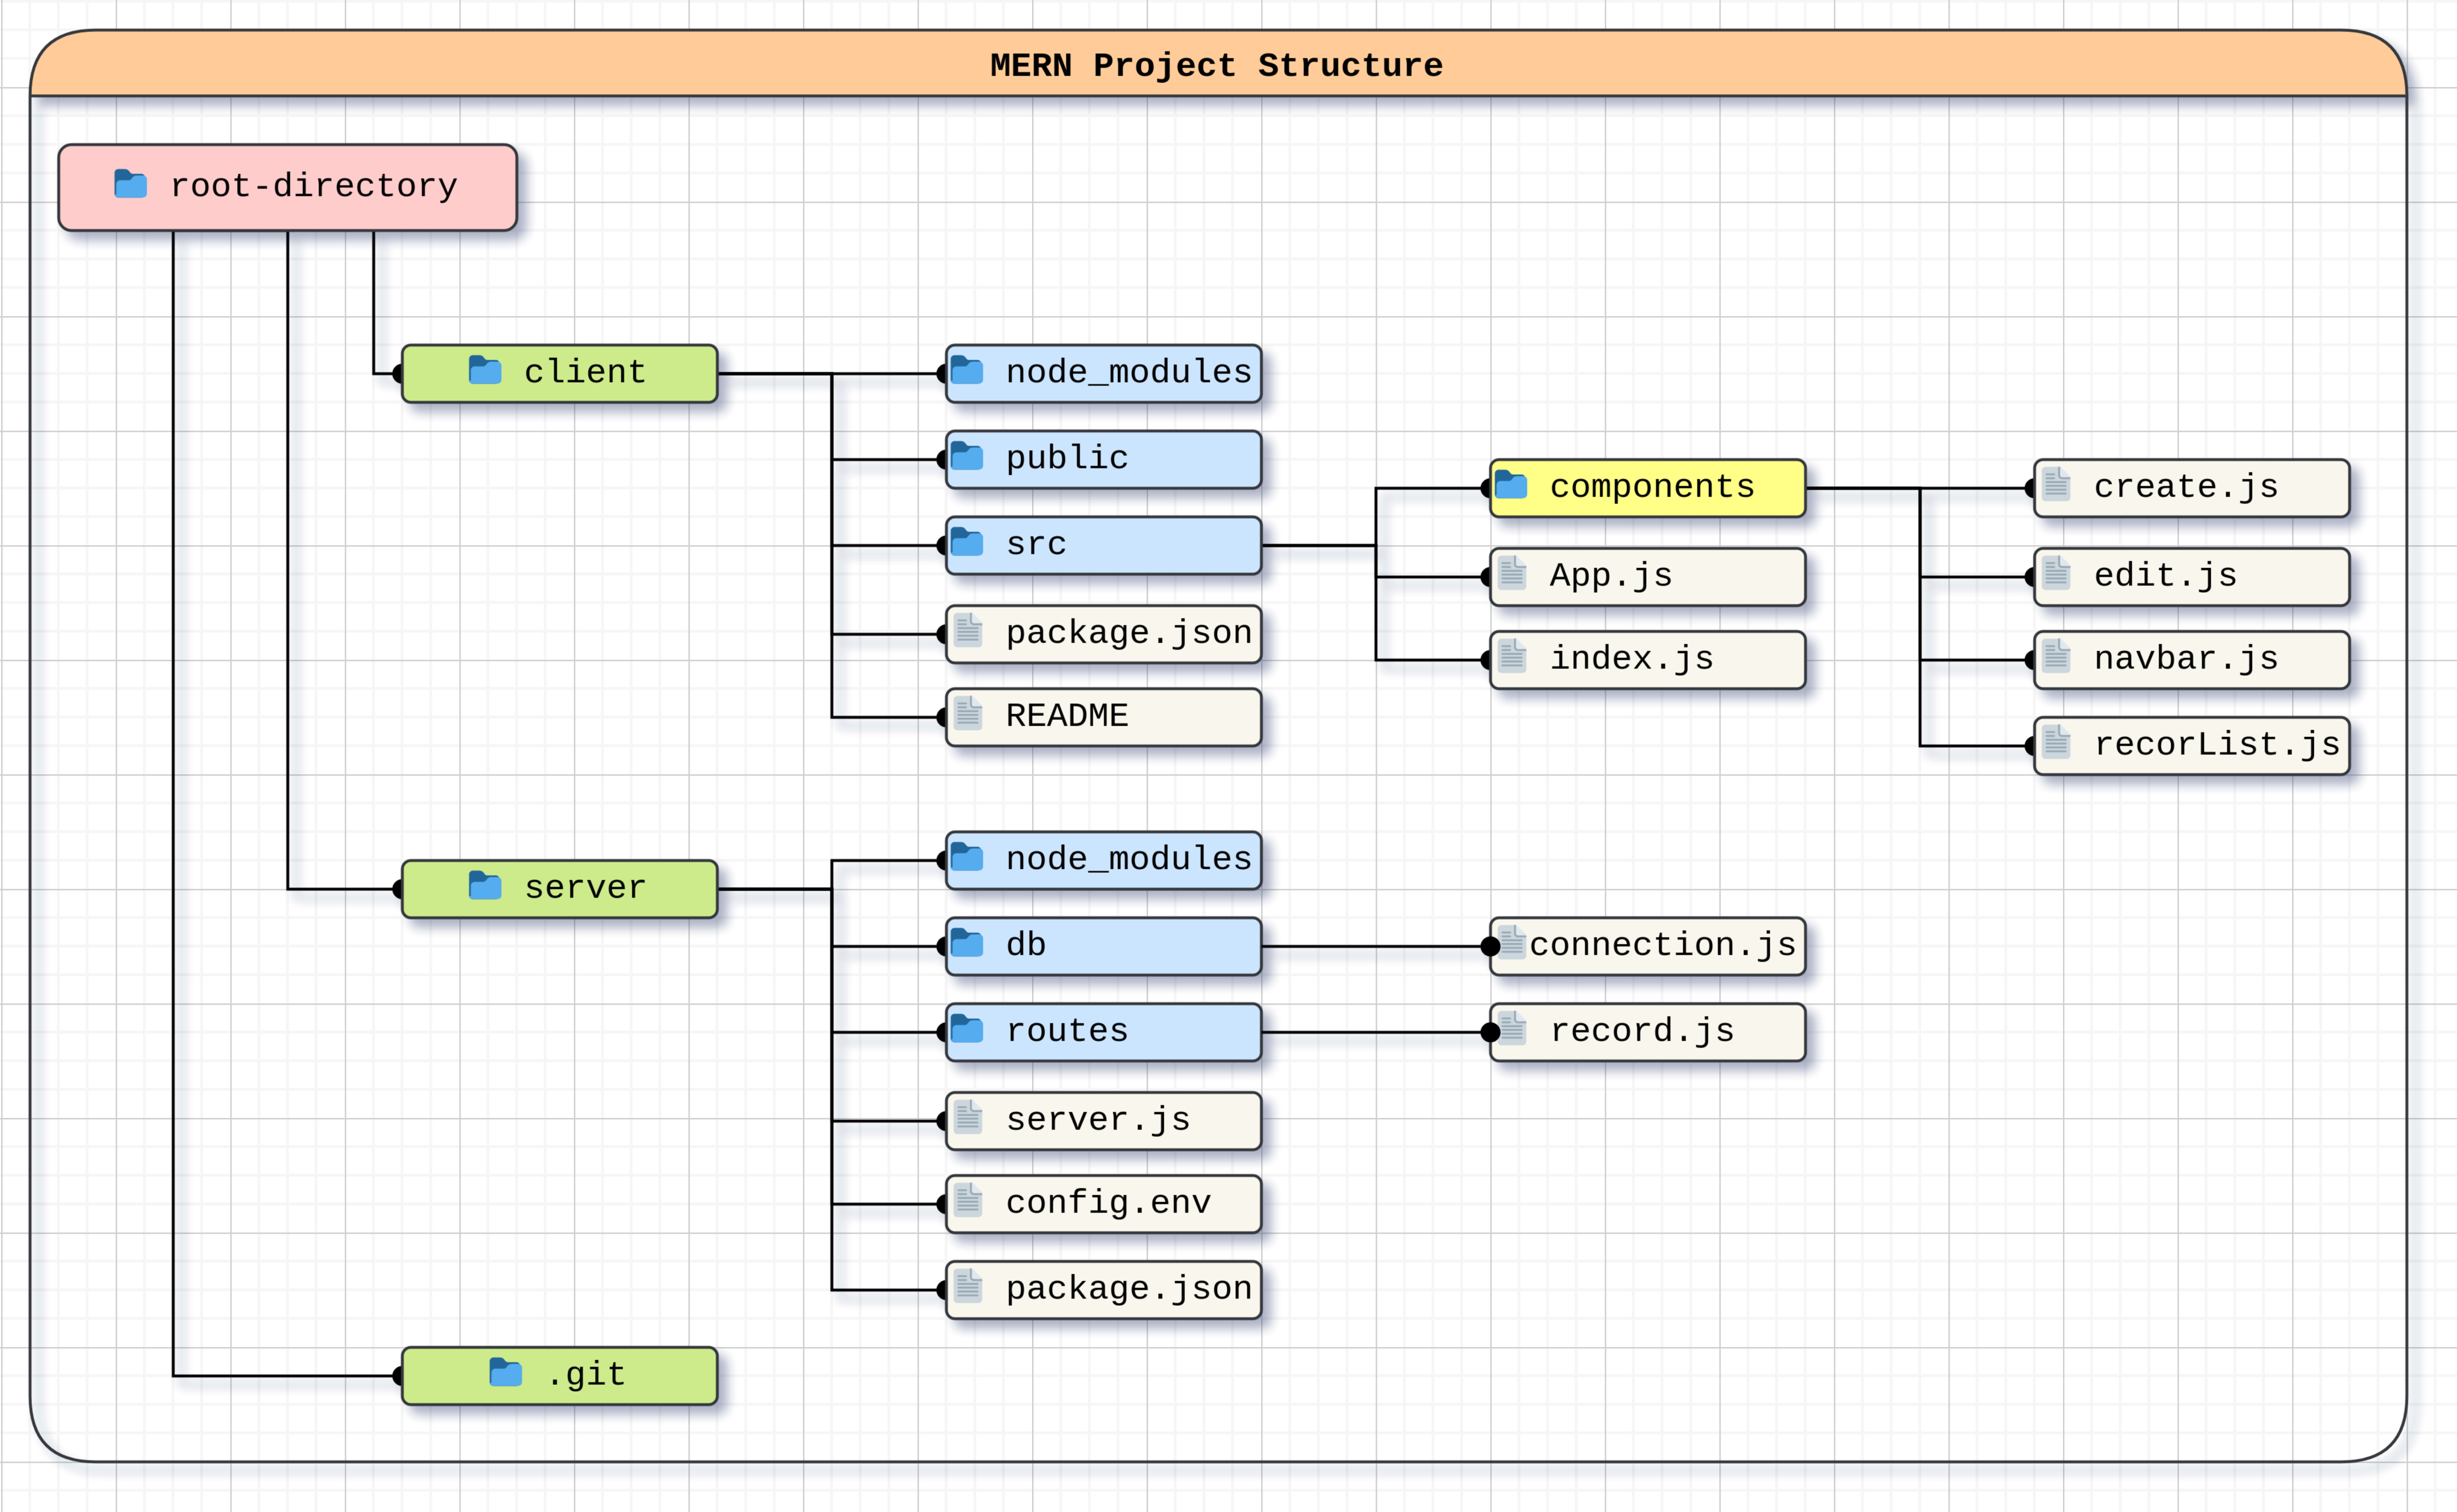 MERN Project Structure
root-directory
client
node_modules
public
src
package.json
README
components
App.js
index.js
create.js
edit.js
navbar.js
recorList.js
server
node_modules
db
routes
server.js
config.env
package.json
connection.js
record.js
.git